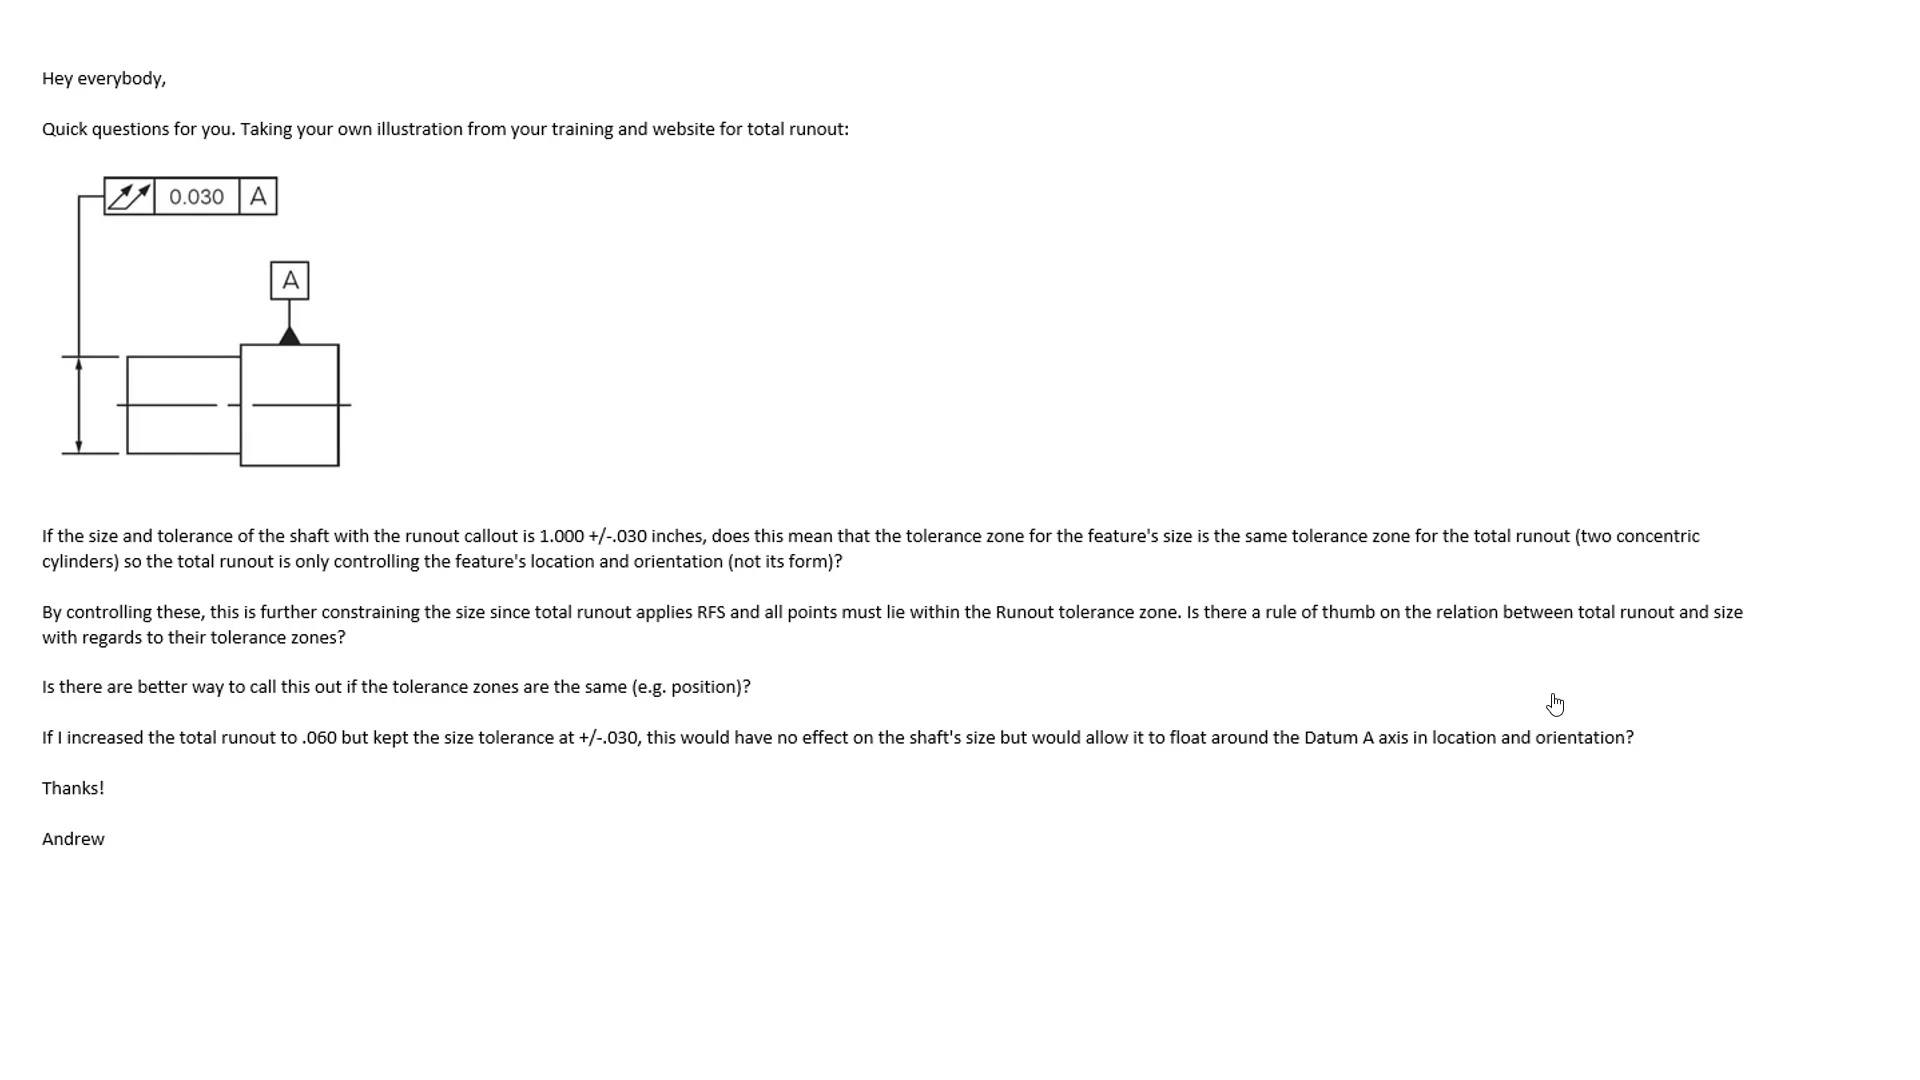 Hey everybody,
Quick questions for you. Taking your own illustration from your training and website for total runout:
0.030 A
A
If the size and tolerance of the shaft with the runout callout is 1.000 +/-.030 inches, does this mean that the tolerance zone for the feature's size is the same tolerance zone for the total runout (two concentric
cylinders) so the total runout is only controlling the feature's location and orientation (not its form)?
By controlling these, this is further constraining the size since total runout applies RFS and all points must lie within the Runout tolerance zone. Is there a rule of thumb on the relation between total runout and size
with regards to their tolerance zones?
Is there are better way to call this out if the tolerance zones are the same (e.g. position)?
If I increased the total runout to .060 but kept the size tolerance at +/-.030, this would have no effect on the shaft's size but would allow it to float around the Datum A axis in location and orientation?
Thanks!
Andrew